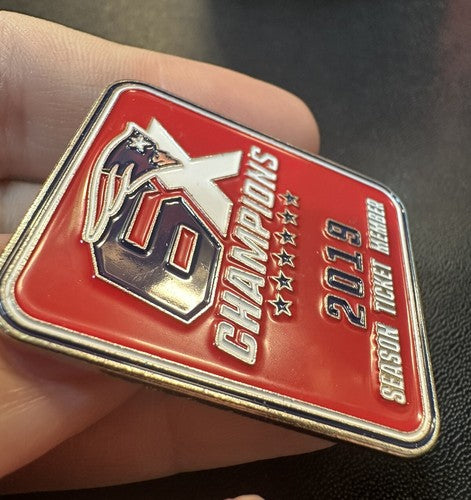 6X
CHAMPIONS
2019
SEASON TICKET MEMBER